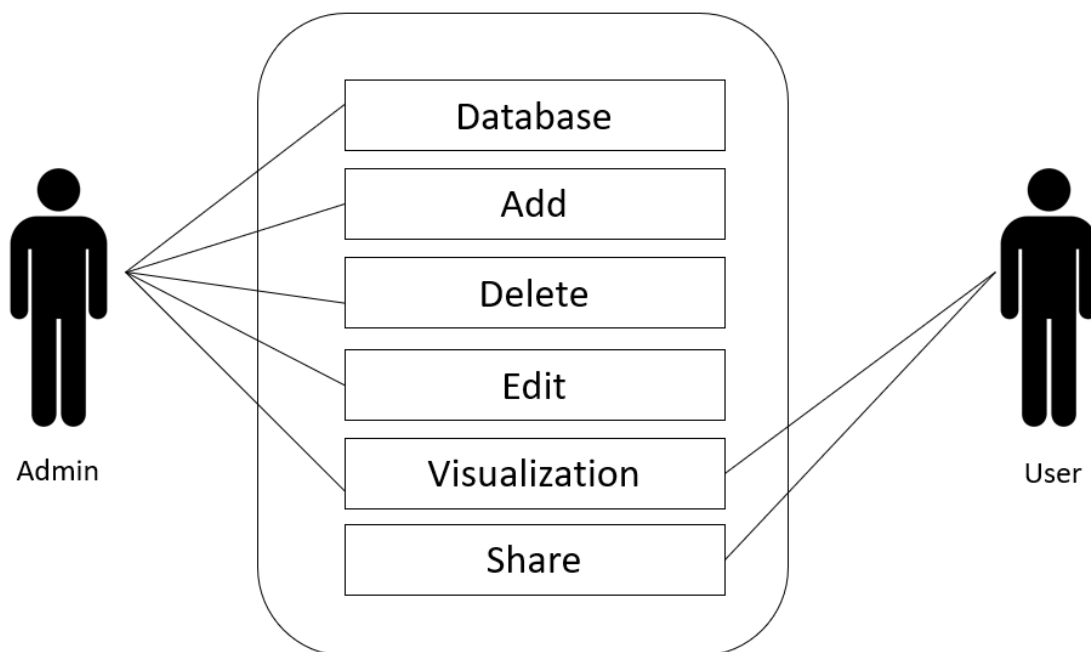 Database
Add
Delete
Edit
Visualization
Share
Admin
User